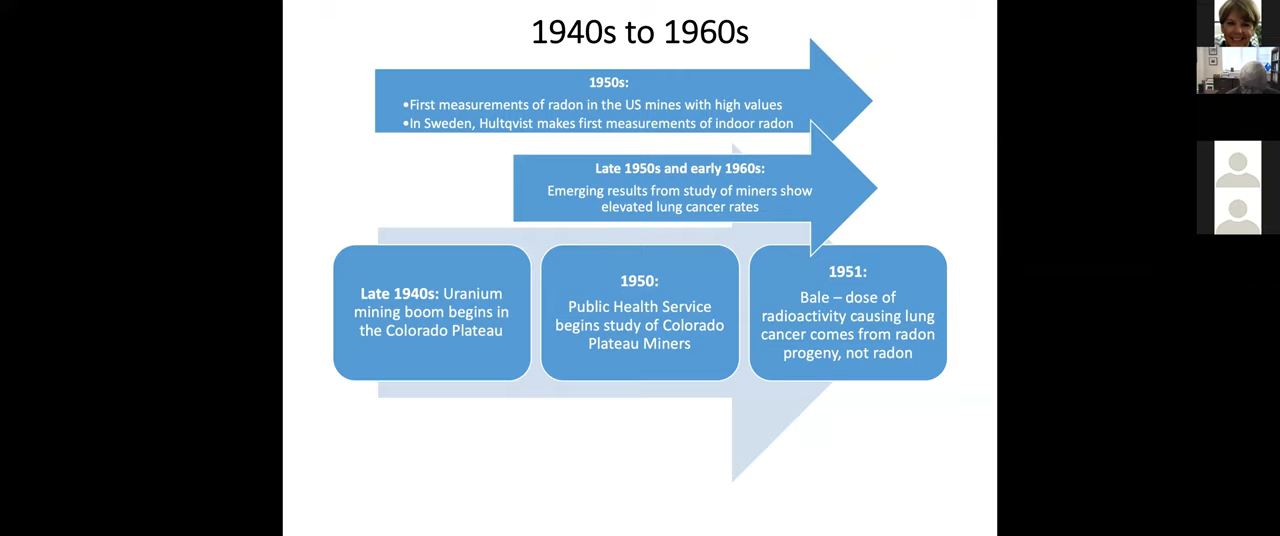 1940s to 1960s
1950s:
•First measurements of radon in the US mines with high values
•In Sweden, Hultqvist makes first measurements of indoor radon
Late 1950s and early 1960s:
Emerging results from study of miners show
elevated lung cancer rates
Late 1940s: Uranium
mining boom begins in
the Colorado Plateau
1950:
Public Health Service
begins study of Colorado
Plateau Miners
1951:
Bale – dose of
radioactivity causing lung
cancer comes from radon
progeny, not radon